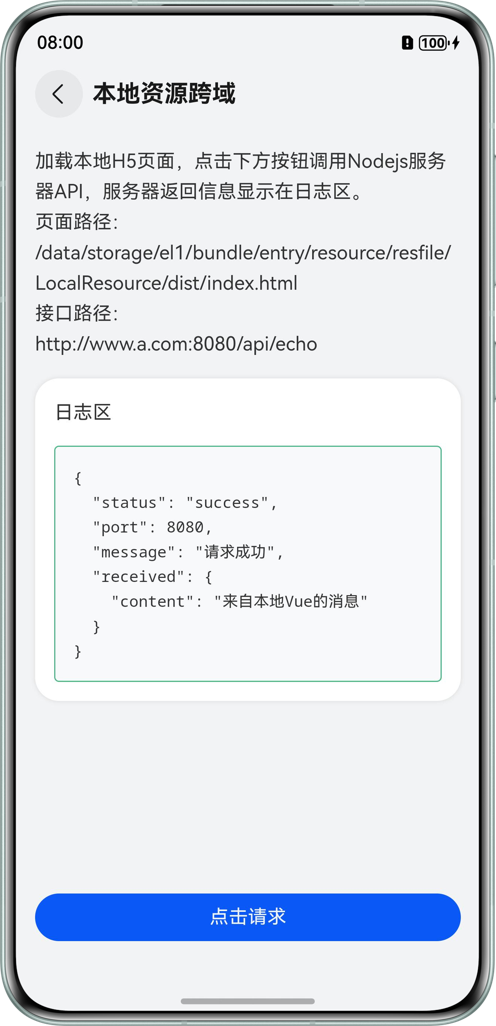 08:00
100
本地资源跨域
加载本地H5页面，点击下方按钮调用Nodejs服务
器API，服务器返回信息显示在日志区。
页面路径：
/data/storage/el1/bundle/entry/resource/resfile/
LocalResource/dist/index.html
接口路径：
http://www.a.com:8080/api/echo
日志区
{
  "status": "success",
  "port": 8080,
  "message": "请求成功",
  "received": {
    "content": "来自本地Vue的消息"
  }
}
点击请求